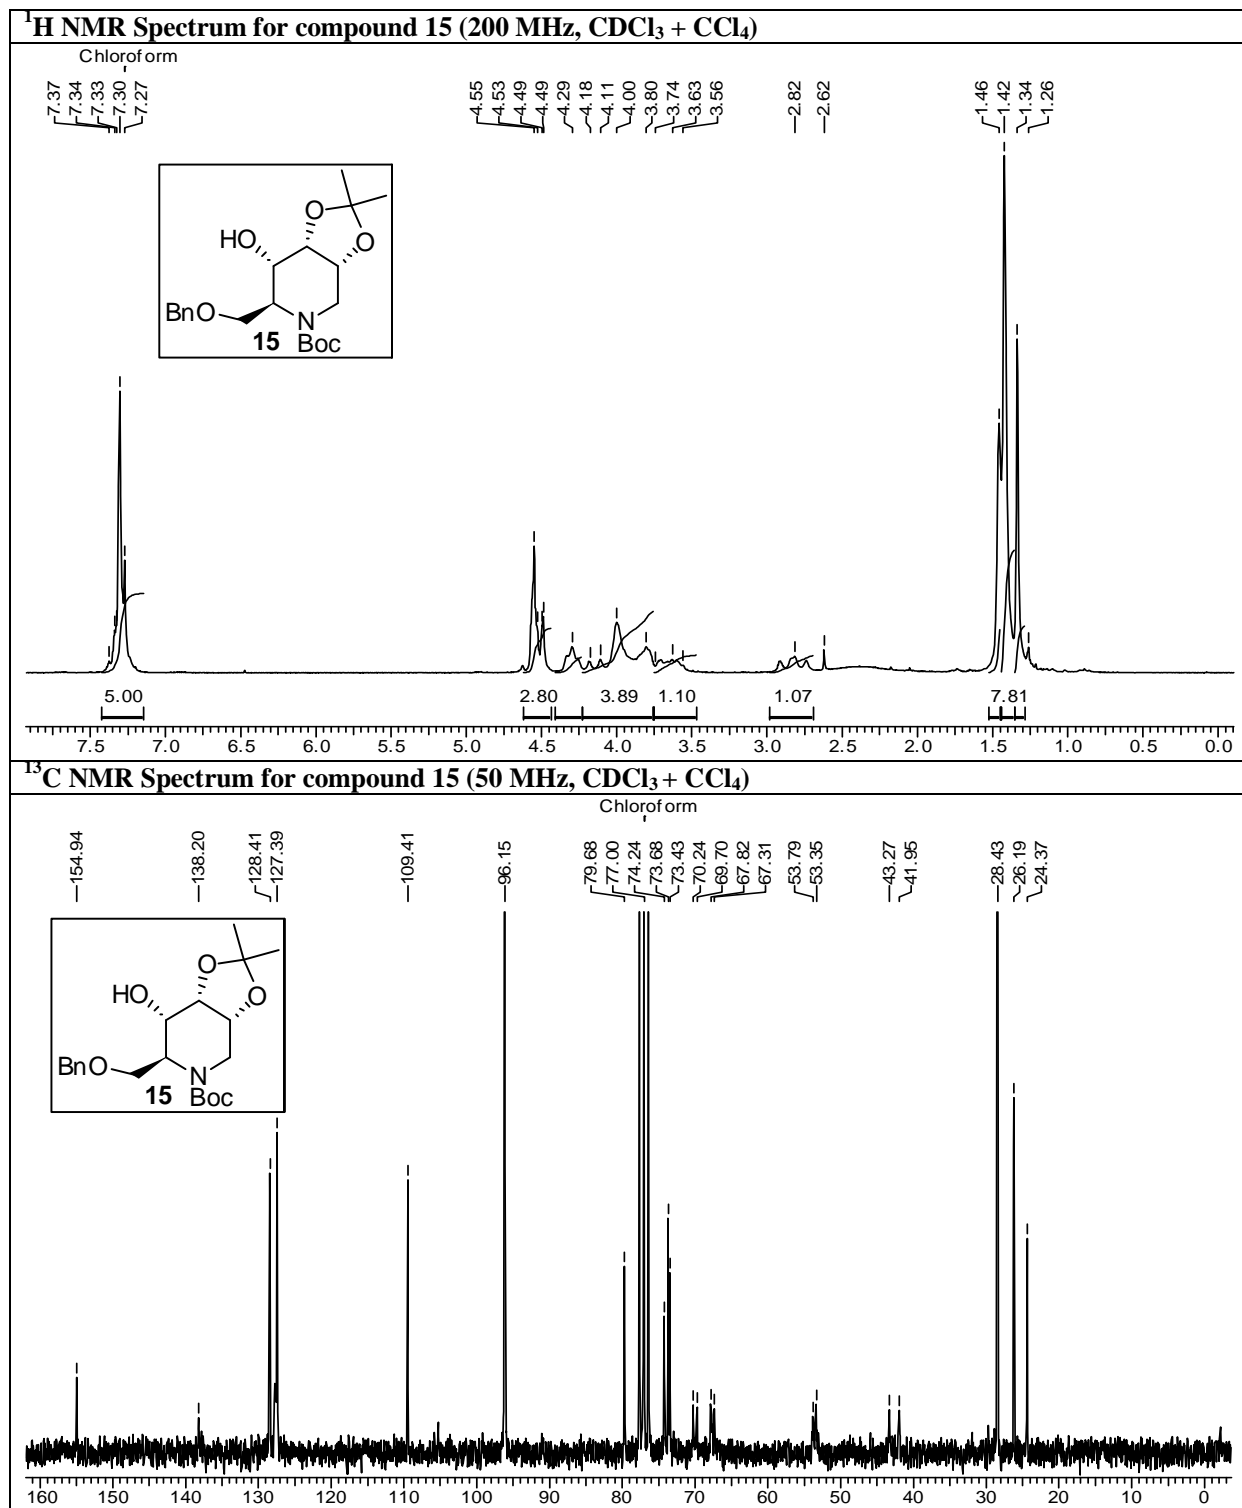 ¹H NMR Spectrum for compound 15 (200 MHz, CDCl₃ + CCl₄)
Chloroform
7.37 7.34 7.33 7.30 7.27 4.55 4.53 4.49 4.49 4.29 4.18 4.11 4.00 3.80 3.74 3.63 3.56 2.82 2.62 1.46 1.42 1.34 1.26
O
HO
O
BnO
N
15 Boc
5.00 2.80 3.89 1.10 1.07 7.81
7.5 7.0 6.5 6.0 5.5 5.0 4.5 4.0 3.5 3.0 2.5 2.0 1.5 1.0 0.5 0.0
¹³C NMR Spectrum for compound 15 (50 MHz, CDCl₃ + CCl₄)
Chloroform
154.94 138.20 128.41 127.39 109.41 96.15 79.68 77.00 74.24 73.68 73.43 70.24 69.70 67.82 67.31 53.79 53.35 43.27 41.95 28.43 26.19 24.37
O
HO
O
BnO
N
15 Boc
160 150 140 130 120 110 100 90 80 70 60 50 40 30 20 10 0